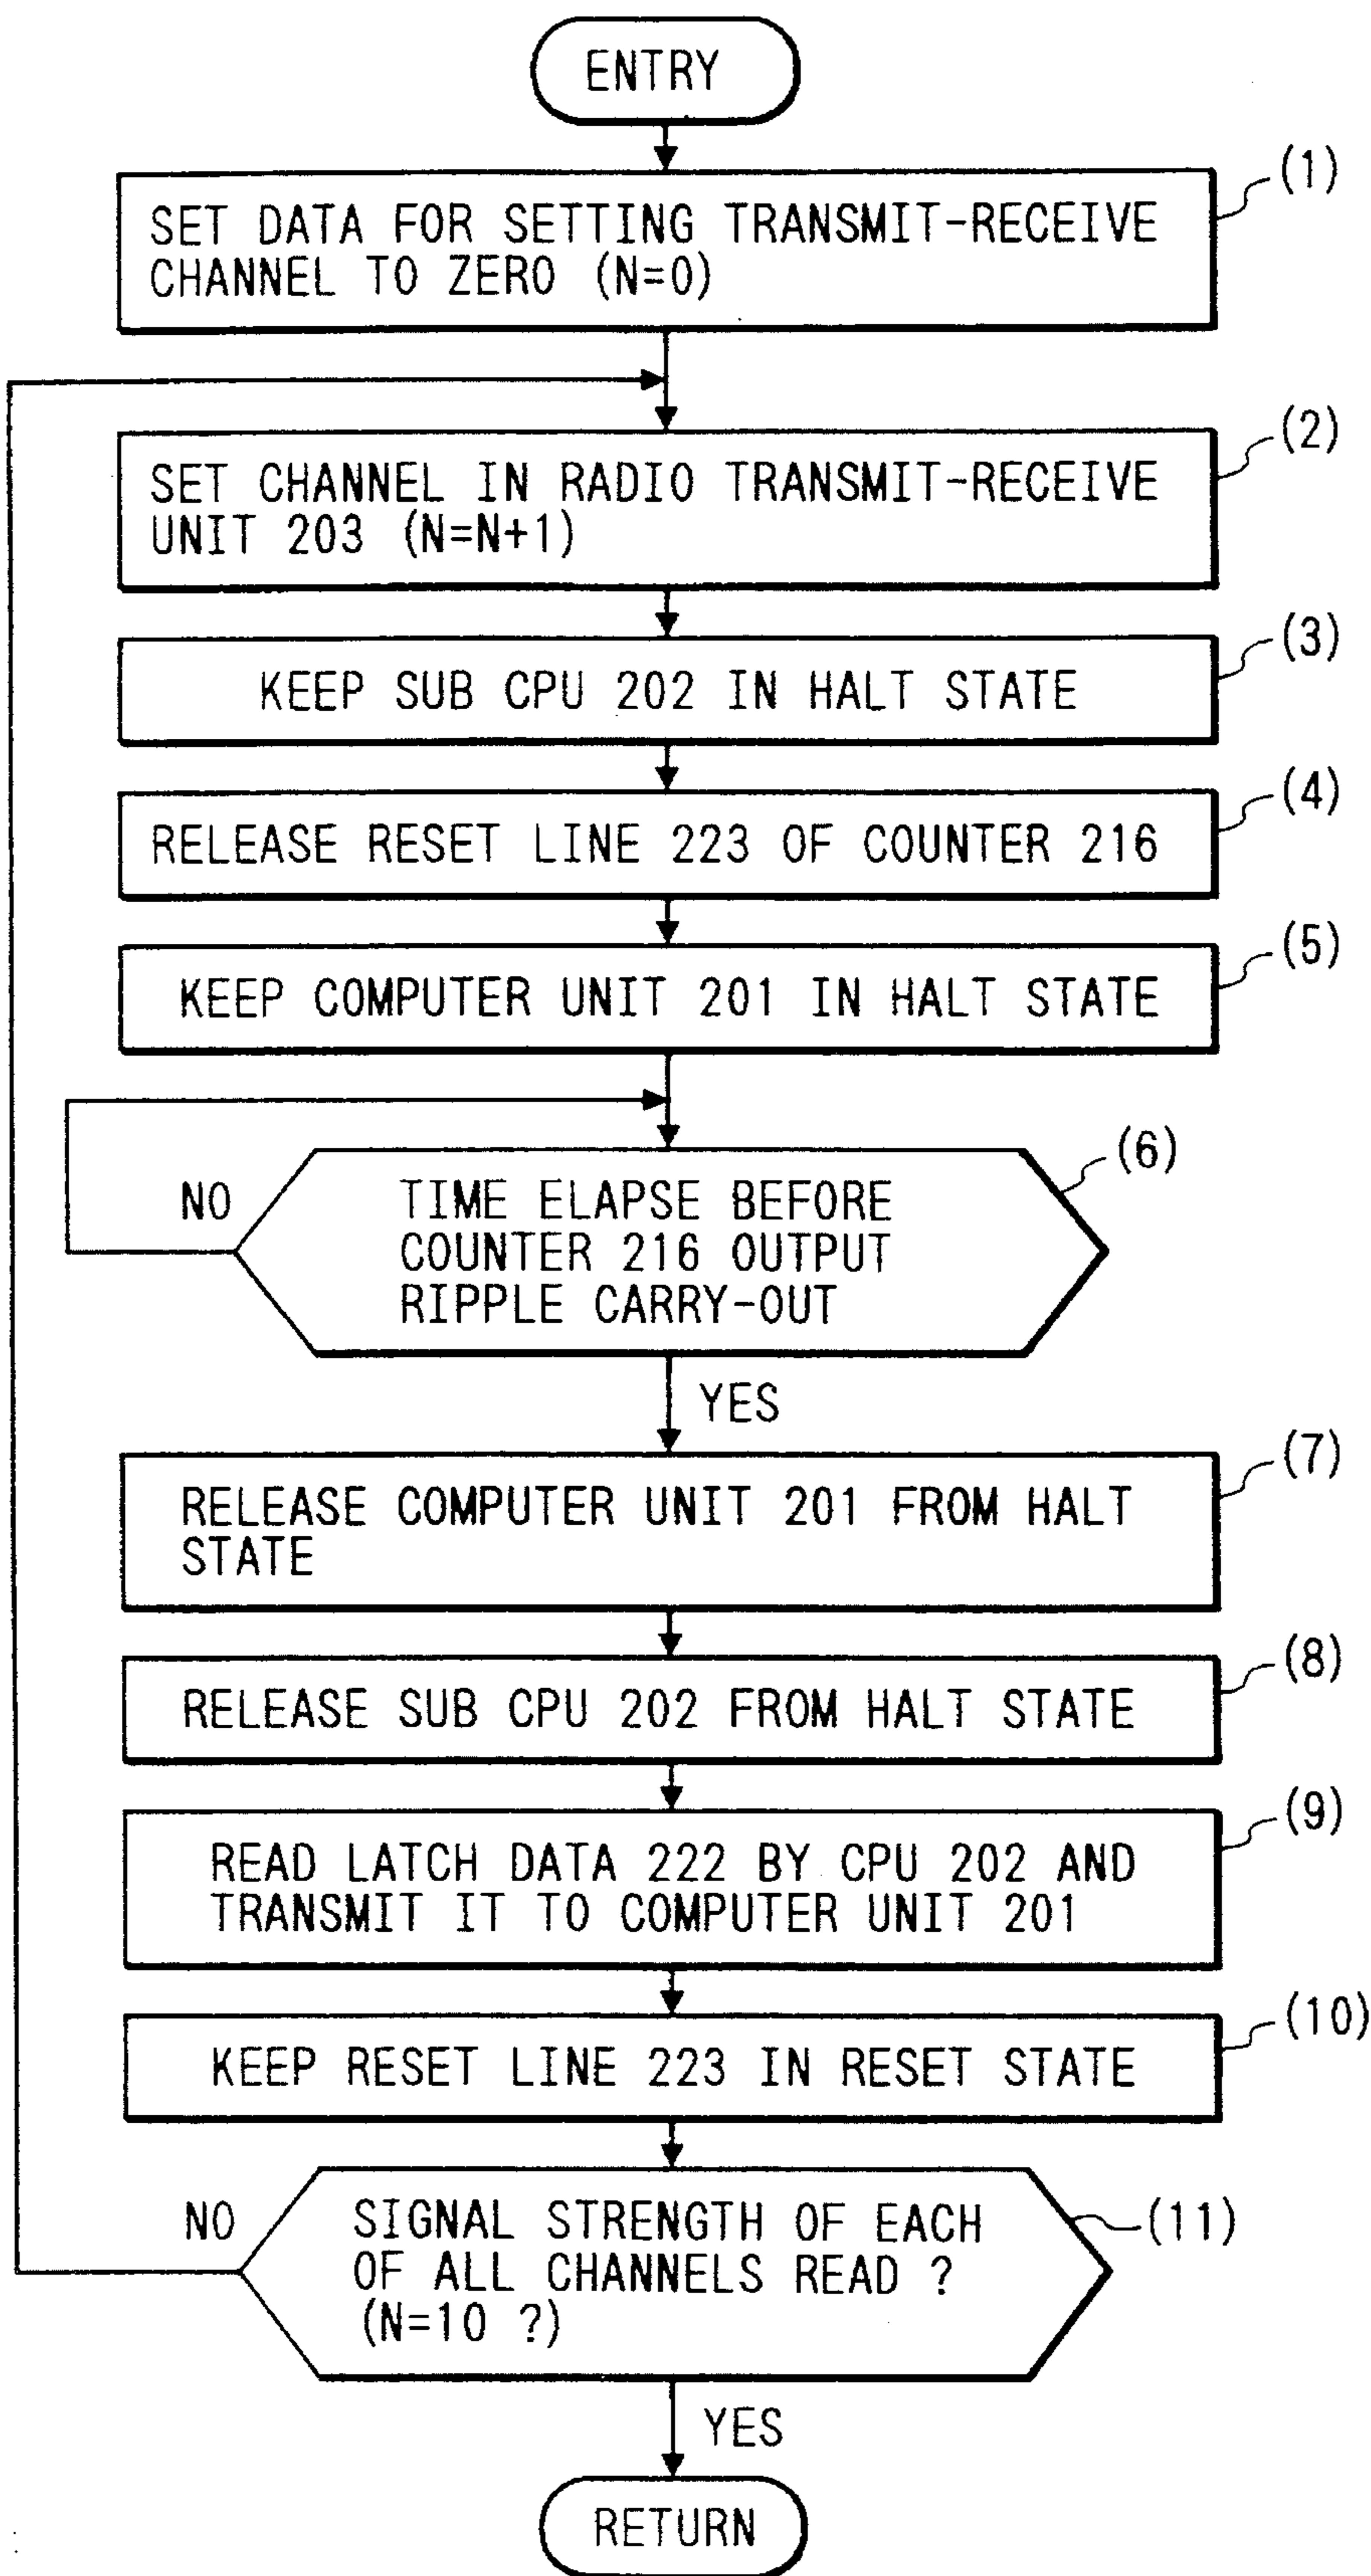 ENTRY
(1)
SET DATA FOR SETTING TRANSMIT-RECEIVE
CHANNEL TO ZERO (N=0)
(2)
SET CHANNEL IN RADIO TRANSMIT-RECEIVE
UNIT 203 (N=N+1)
(3)
KEEP SUB CPU 202 IN HALT STATE
(4)
RELEASE RESET LINE 223 OF COUNTER 216
(5)
KEEP COMPUTER UNIT 201 IN HALT STATE
(6)
NO
TIME ELAPSE BEFORE
COUNTER 216 OUTPUT
RIPPLE CARRY-OUT
YES
(7)
RELEASE COMPUTER UNIT 201 FROM HALT
STATE
(8)
RELEASE SUB CPU 202 FROM HALT STATE
(9)
READ LATCH DATA 222 BY CPU 202 AND
TRANSMIT IT TO COMPUTER UNIT 201
(10)
KEEP RESET LINE 223 IN RESET STATE
(11)
NO
SIGNAL STRENGTH OF EACH
OF ALL CHANNELS READ ?
(N=10 ?)
YES
RETURN